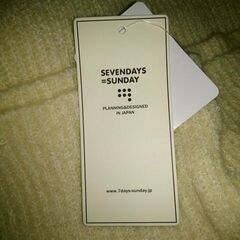 SEVENDAYS
=SUNDAY
PLANNING&DESIGNED
IN JAPAN
www.7days-sunday.jp